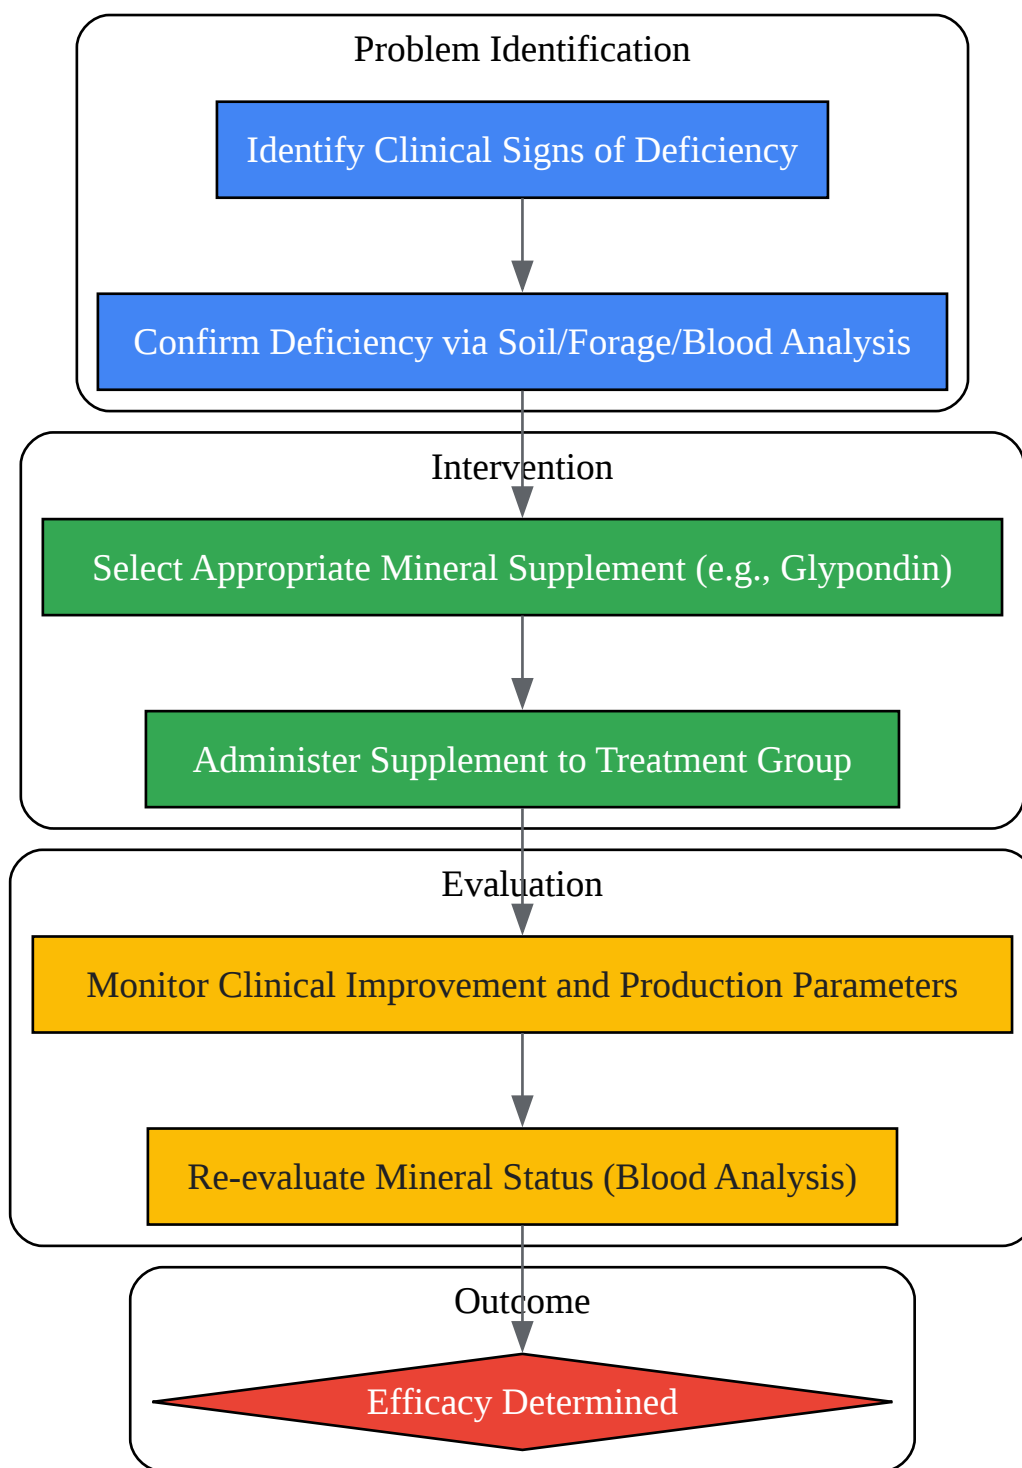 Problem Identification
Identify Clinical Signs of Deficiency
Confirm Deficiency via Soil/Forage/Blood Analysis
Intervention
Select Appropriate Mineral Supplement (e.g., Glypondin)
Administer Supplement to Treatment Group
Evaluation
Monitor Clinical Improvement and Production Parameters
Re-evaluate Mineral Status (Blood Analysis)
Outcome
Efficacy Determined